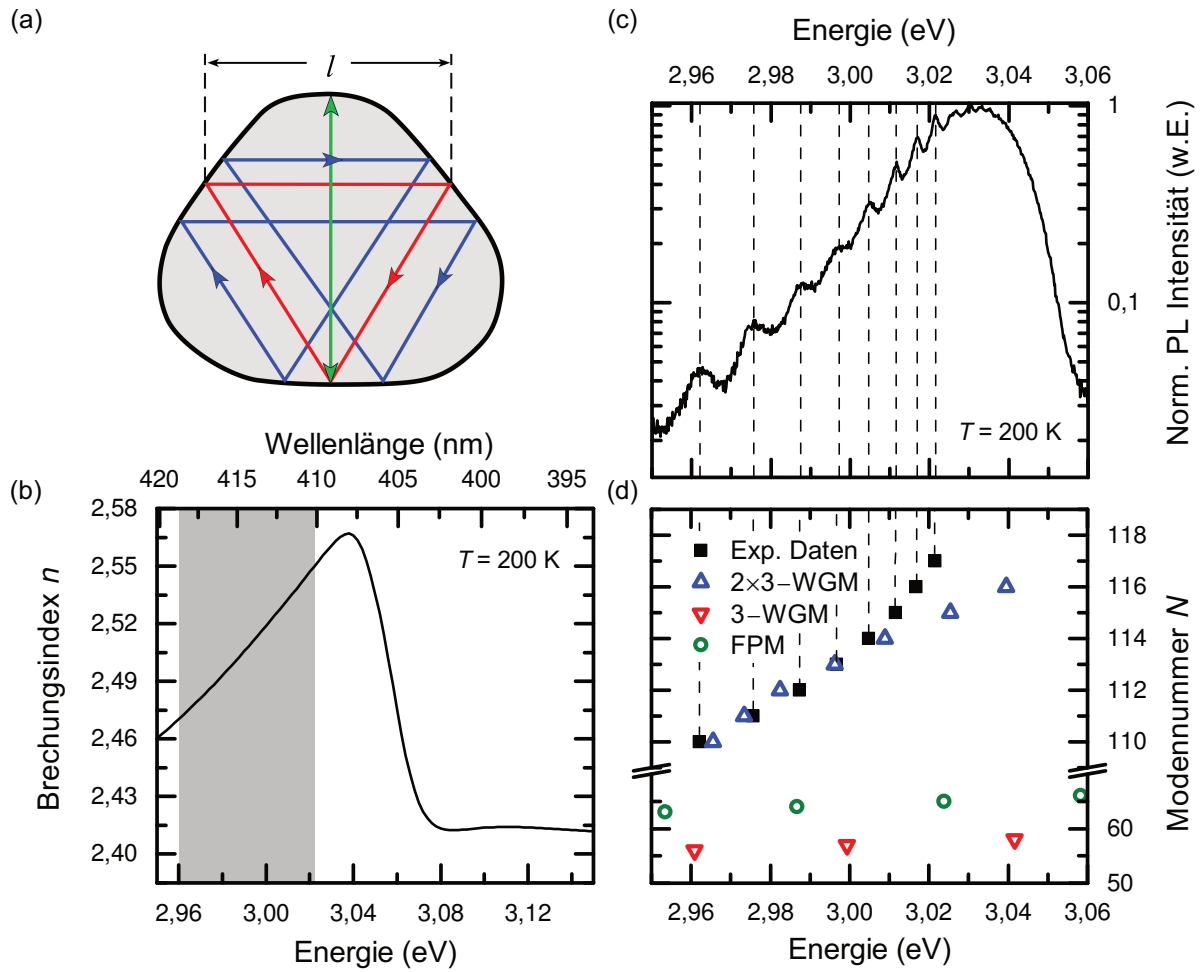 (a)
l
(c)
Energie (eV)
2,96 2,98 3,00 3,02 3,04 3,06
1
0,1
Norm. PL Intensität (w.E.)
T = 200 K
Wellenlänge (nm)
420 415 410 405 400 395
(b)
2,58
2,55
2,52
2,49
2,46
2,43
2,40
Brechungsindex n
T = 200 K
2,96 3,00 3,04 3,08 3,12
Energie (eV)
(d)
Exp. Daten
2×3–WGM
3–WGM
FPM
118
116
114
112
110
60
50
Modennummer N
2,96 2,98 3,00 3,02 3,04 3,06
Energie (eV)